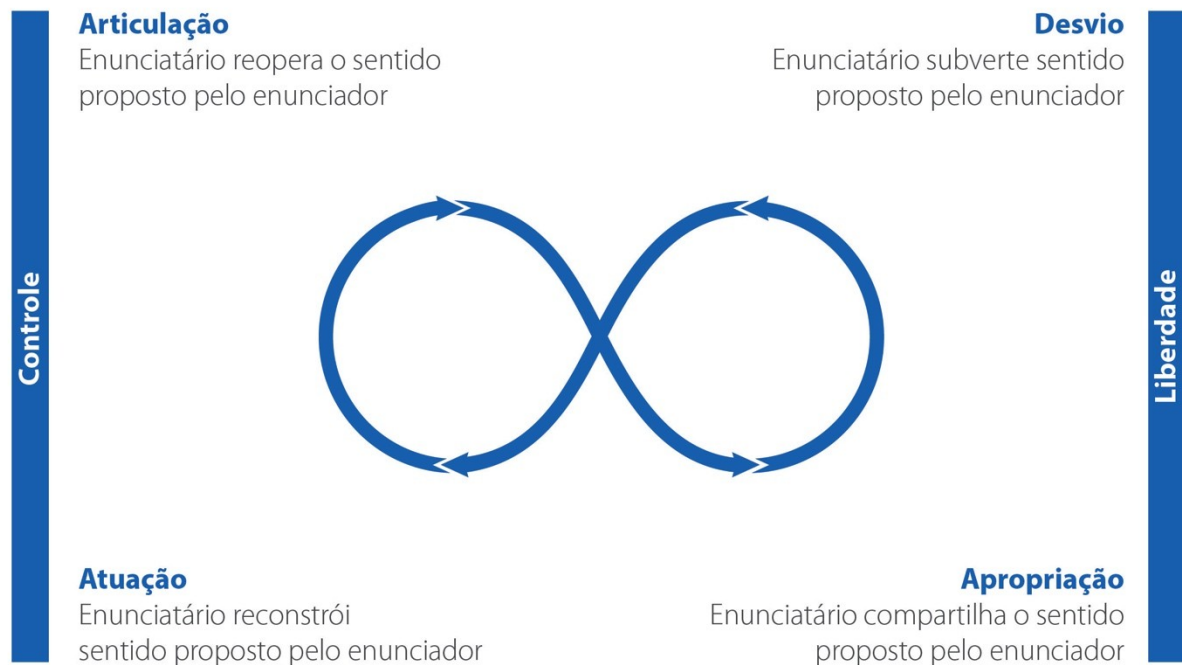 Articulação
Enunciatário reopera o sentido
proposto pelo enunciador
Desvio
Enunciatário subverte sentido
proposto pelo enunciador
Controle
Liberdade
Atuação
Enunciatário reconstrói
sentido proposto pelo enunciador
Apropriação
Enunciatário compartilha o sentido
proposto pelo enunciador